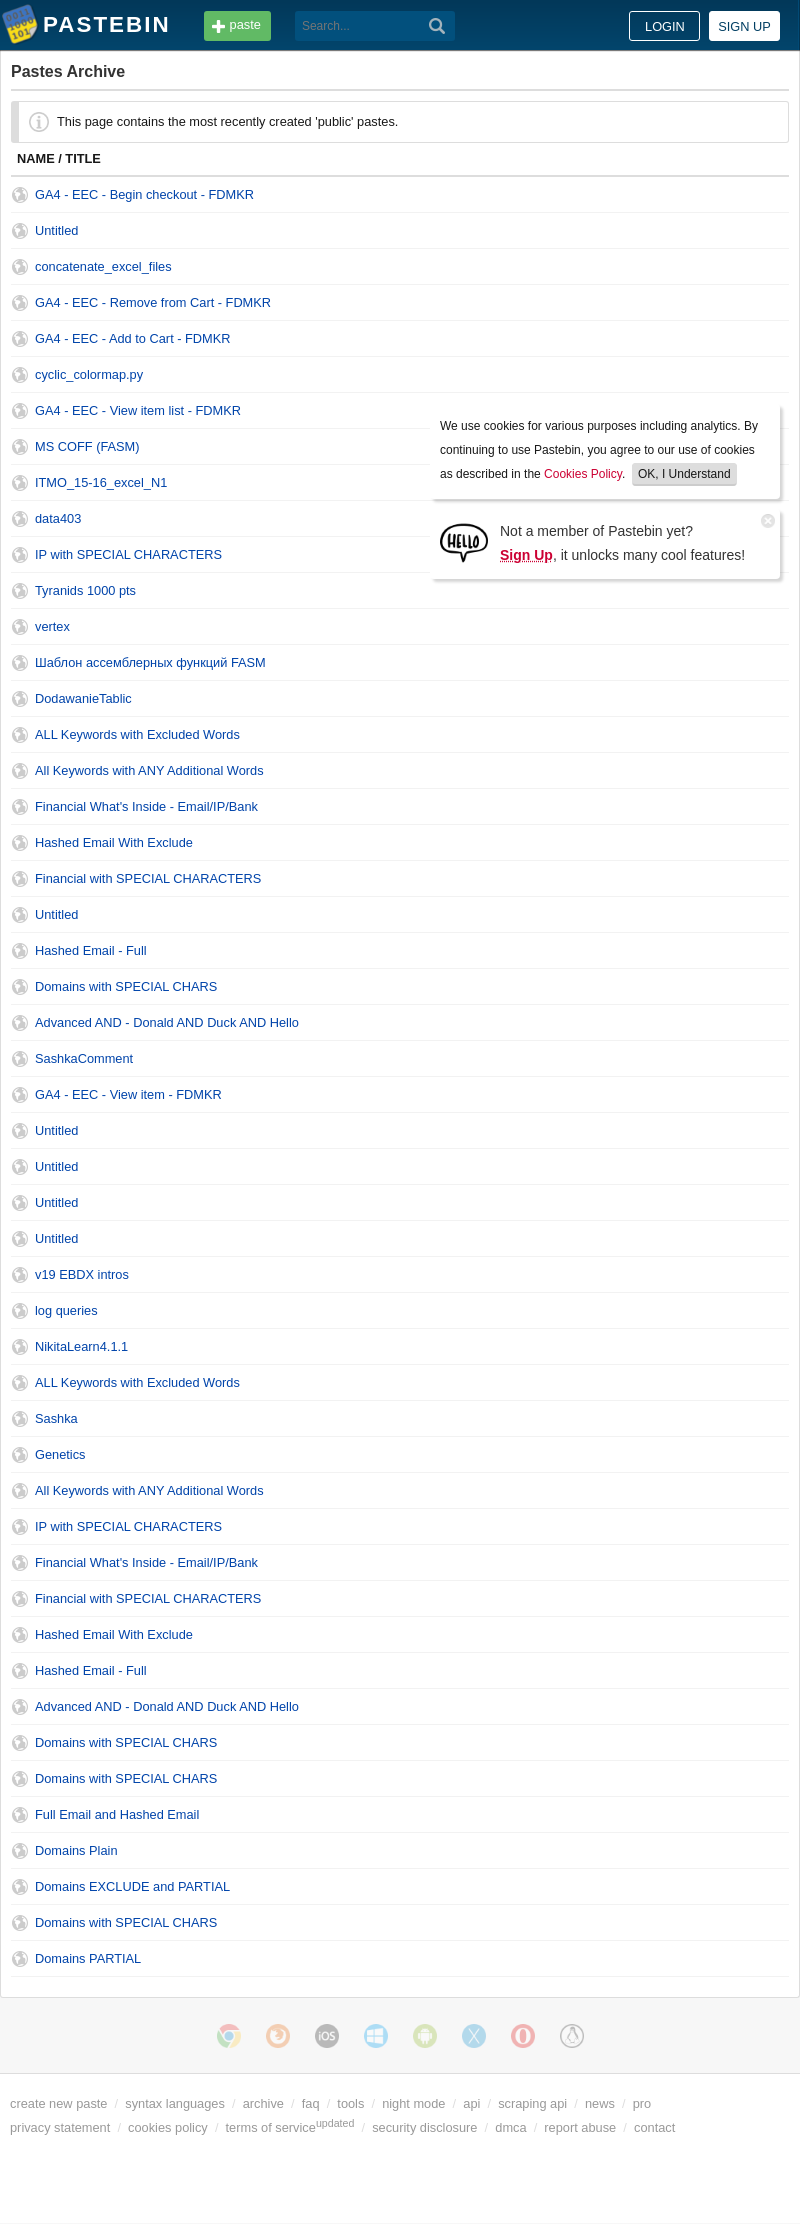 PASTEBIN paste Search... LOGIN SIGN UP
Pastes Archive
This page contains the most recently created 'public' pastes.
NAME / TITLE
GA4 - EEC - Begin checkout - FDMKR
Untitled
concatenate_excel_files
GA4 - EEC - Remove from Cart - FDMKR
GA4 - EEC - Add to Cart - FDMKR
cyclic_colormap.py
GA4 - EEC - View item list - FDMKR
MS COFF (FASM)
ITMO_15-16_excel_N1
data403
IP with SPECIAL CHARACTERS
Tyranids 1000 pts
vertex
Шаблон ассемблерных функций FASM
DodawanieTablic
ALL Keywords with Excluded Words
All Keywords with ANY Additional Words
Financial What's Inside - Email/IP/Bank
Hashed Email With Exclude
Financial with SPECIAL CHARACTERS
Untitled
Hashed Email - Full
Domains with SPECIAL CHARS
Advanced AND - Donald AND Duck AND Hello
SashkaComment
GA4 - EEC - View item - FDMKR
Untitled
Untitled
Untitled
Untitled
v19 EBDX intros
log queries
NikitaLearn4.1.1
ALL Keywords with Excluded Words
Sashka
Genetics
All Keywords with ANY Additional Words
IP with SPECIAL CHARACTERS
Financial What's Inside - Email/IP/Bank
Financial with SPECIAL CHARACTERS
Hashed Email With Exclude
Hashed Email - Full
Advanced AND - Donald AND Duck AND Hello
Domains with SPECIAL CHARS
Domains with SPECIAL CHARS
Full Email and Hashed Email
Domains Plain
Domains EXCLUDE and PARTIAL
Domains with SPECIAL CHARS
Domains PARTIAL
We use cookies for various purposes including analytics. By
continuing to use Pastebin, you agree to our use of cookies
as described in the Cookies Policy. OK, I Understand
HELLO
Not a member of Pastebin yet?
Sign Up, it unlocks many cool features!
iOS
create new paste / syntax languages / archive / faq / tools / night mode / api / scraping api / news / pro
privacy statement / cookies policy / terms of service updated / security disclosure / dmca / report abuse / contact